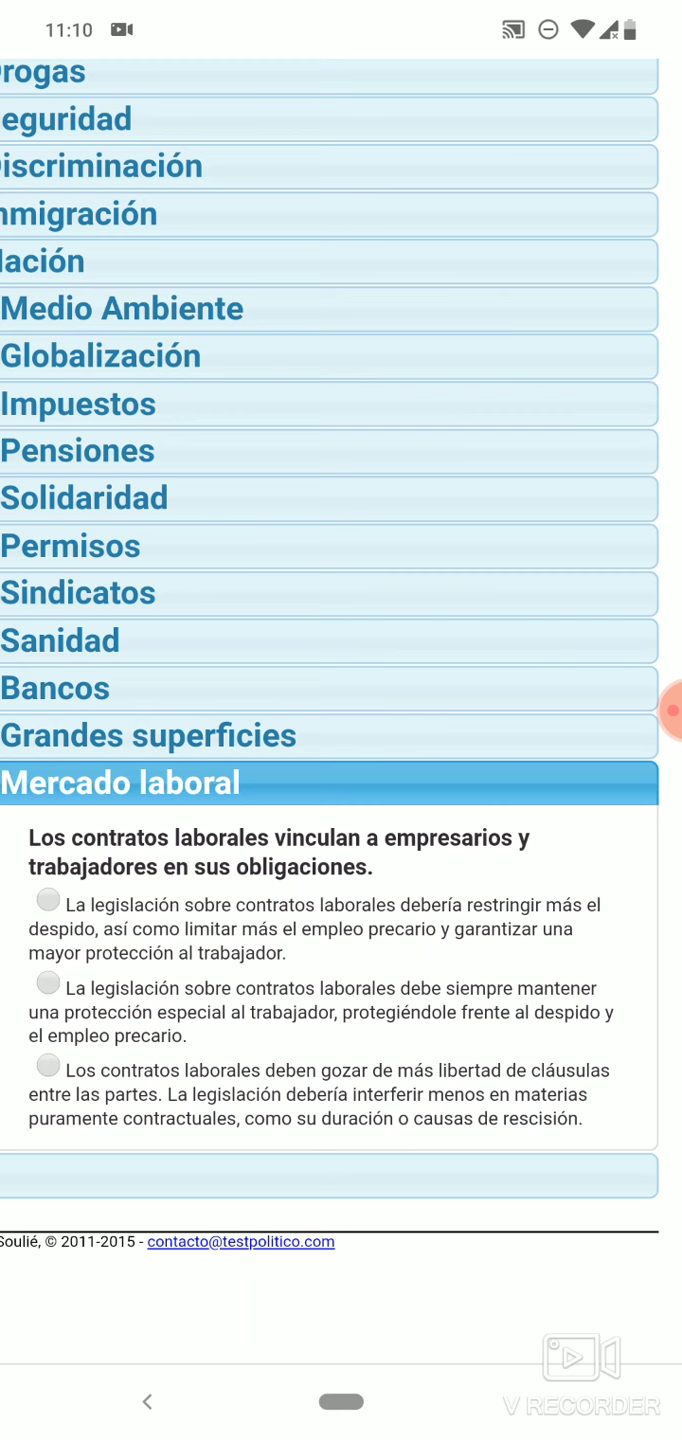 11:10
rogas
eguridad
iscriminación
nmigración
ación
Medio Ambiente
Globalización
Impuestos
Pensiones
Solidaridad
Permisos
Sindicatos
Sanidad
Bancos
Grandes superficies
Mercado laboral
Los contratos laborales vinculan a empresarios y
trabajadores en sus obligaciones.
La legislación sobre contratos laborales debería restringir más el
despido, así como limitar más el empleo precario y garantizar una
mayor protección al trabajador.
La legislación sobre contratos laborales debe siempre mantener
una protección especial al trabajador, protegiéndole frente al despido y
el empleo precario.
Los contratos laborales deben gozar de más libertad de cláusulas
entre las partes. La legislación debería interferir menos en materias
puramente contractuales, como su duración o causas de rescisión.
Soulié, © 2011-2015 - contacto@testpolitico.com
V RECORDER